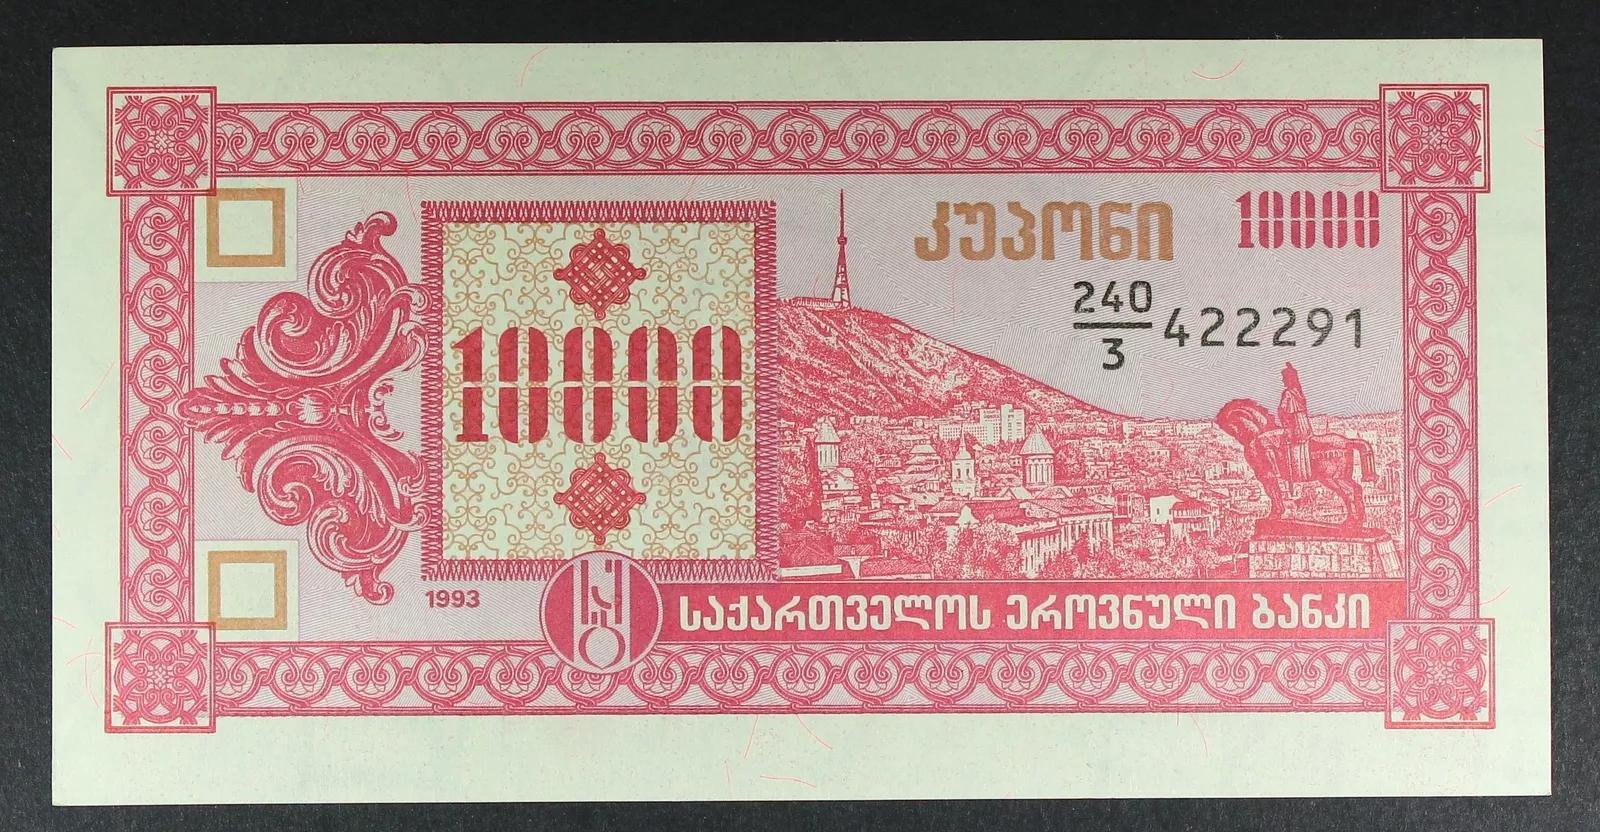 კუპონი 10000
240/3 422291
10000
1993
საქართველოს ეროვნული ბანკი